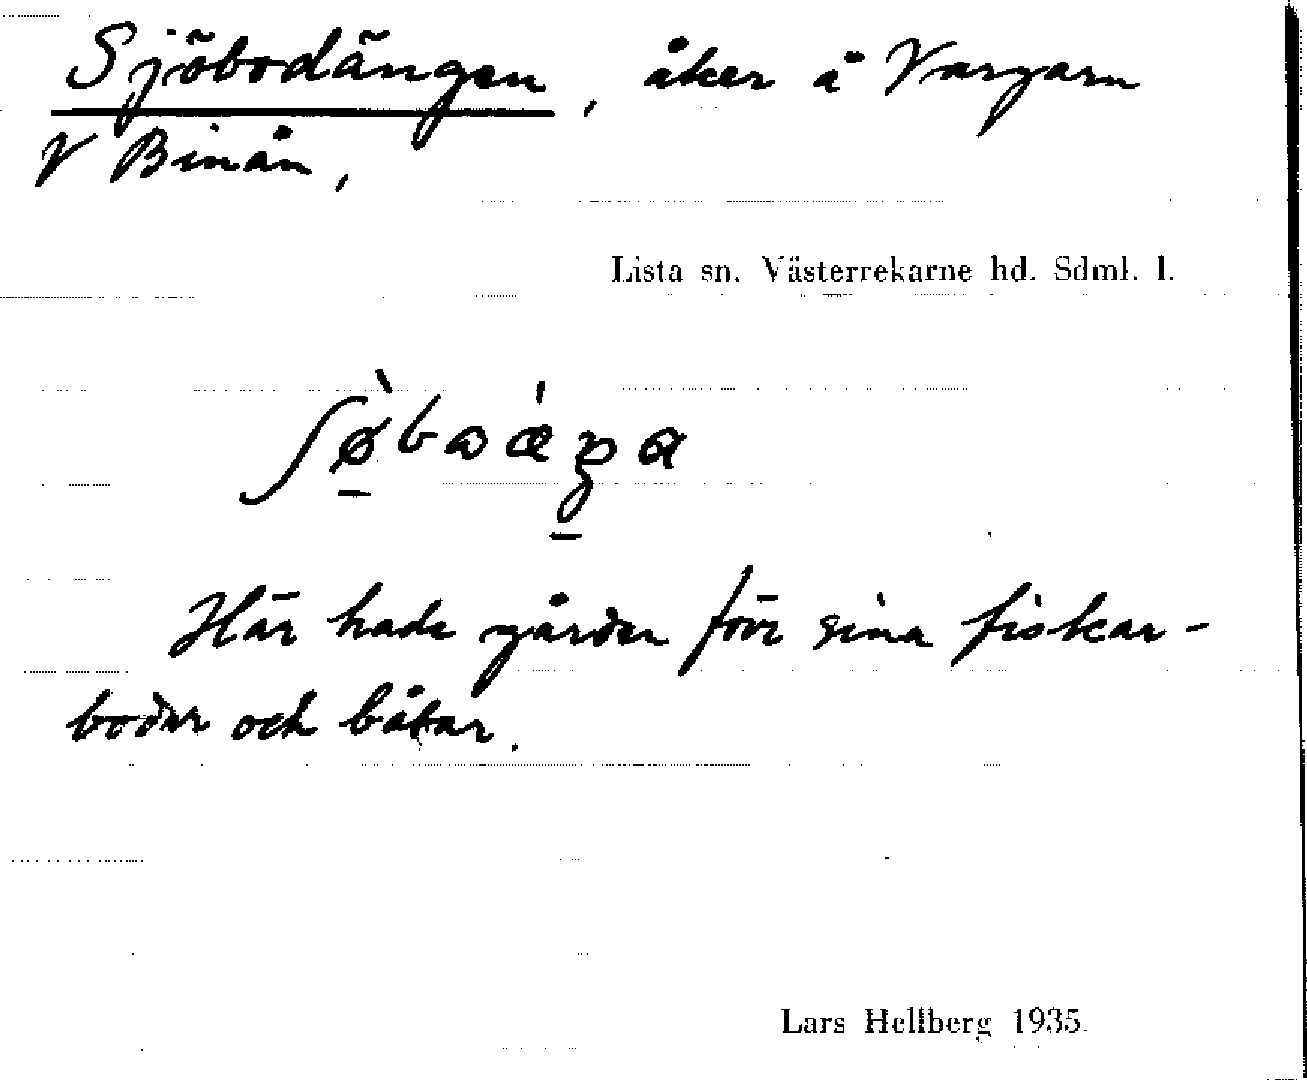 Sjöbodängen, åker å Vargarn
V Binån,
Lista sn. Västerrekarne hd. Sdml. l.
Här hade gården förr sina fiskar-
bodar och båtar.
Lars Hellberg 1935.